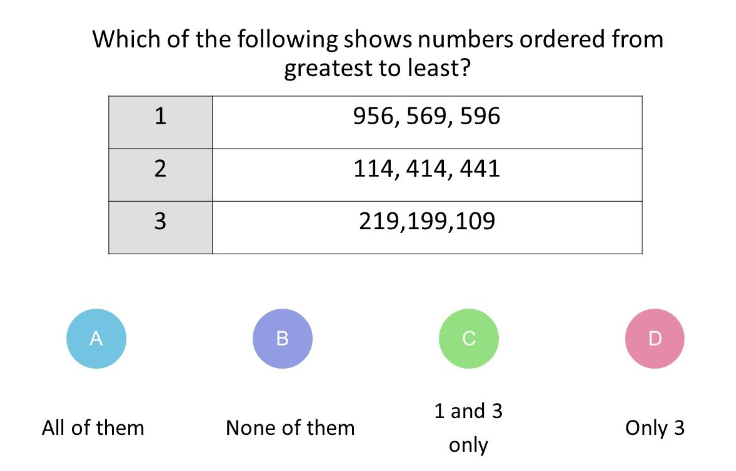 Which of the following shows numbers ordered from
greatest to least?
1 956, 569, 596
2 114, 414, 441
3 219,199,109
A B C D
All of them None of them 1 and 3 Only 3
only